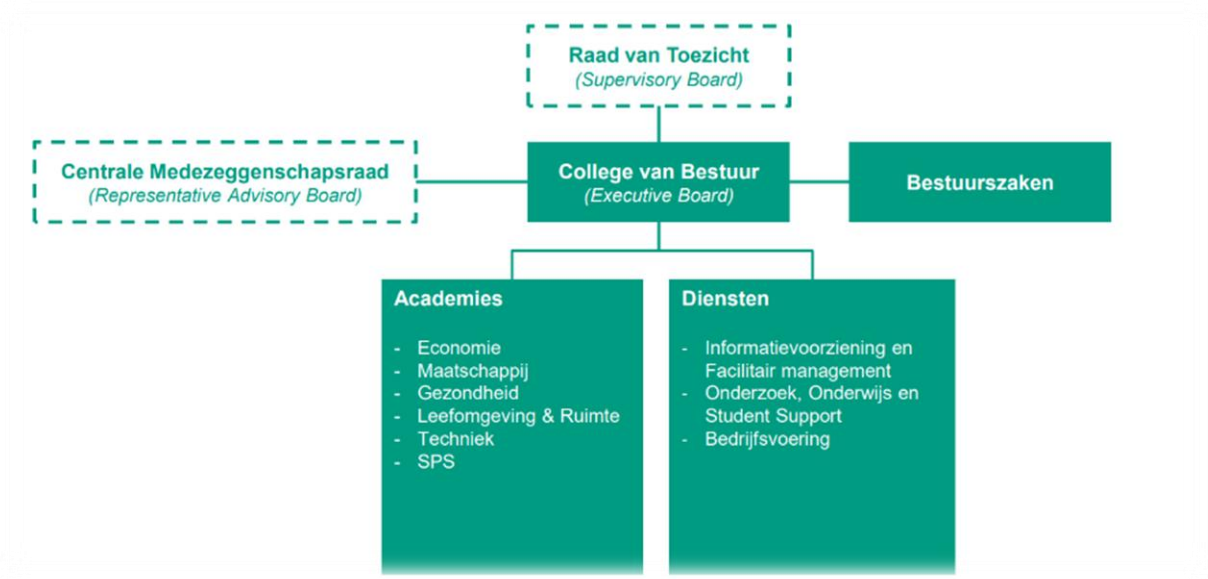 Raad van Toezicht
(Supervisory Board)
Centrale Medezeggenschapsraad
(Representative Advisory Board)
College van Bestuur
(Executive Board)
Bestuurszaken
Academies
- Economie
- Maatschappij
- Gezondheid
- Leefomgeving & Ruimte
- Techniek
- SPS
Diensten
- Informatievoorziening en
Facilitair management
- Onderzoek, Onderwijs en
Student Support
- Bedrijfsvoering